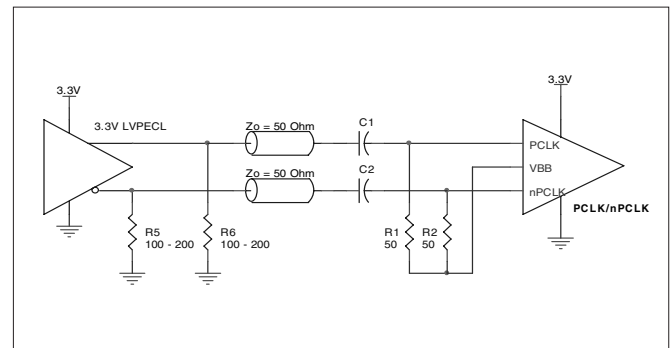 3.3V
3.3V LVPECL
Zo = 50 Ohm
C1
3.3V
PCLK
VBB
nPCLK
PCLK/nPCLK
Zo = 50 Ohm
C2
R5
100 - 200
R6
100 - 200
R1
50
R2
50